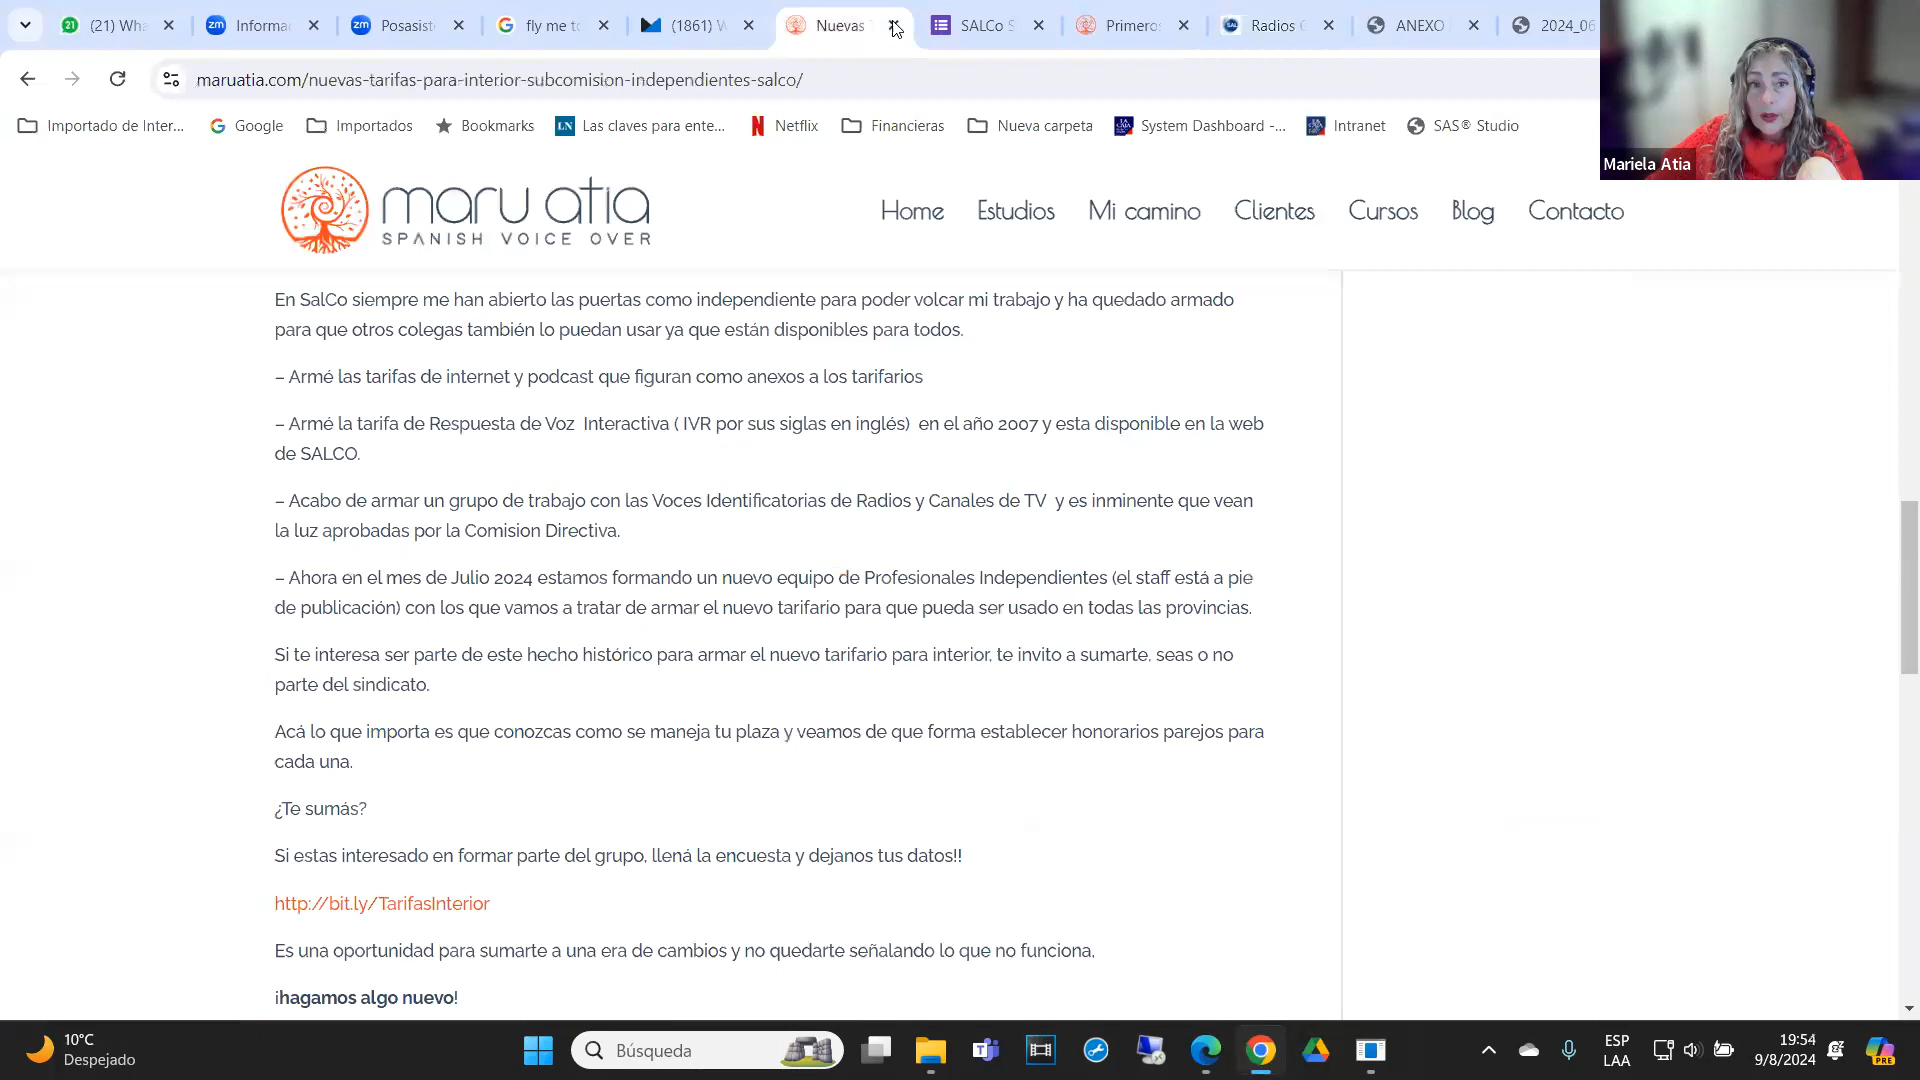 (21) Wha
Informac
Posasist
fly me to
(1861) W
Nuevas T
SALCo S
Primeros
Radios C
ANEXO
2024_06
maruatia.com/nuevas-tarifas-para-interior-subcomision-independientes-salco/
Importado de Inter...
Google
Importados
Bookmarks
LN
Las claves para ente...
Netflix
Financieras
Nueva carpeta
System Dashboard -...
Intranet
SAS® Studio
Mariela Atia
maru atia
SPANISH VOICE OVER
Home Estudios Mi camino Clientes Cursos Blog Contacto
En SalCo siempre me han abierto las puertas como independiente para poder volcar mi trabajo y ha quedado armado
para que otros colegas también lo puedan usar ya que están disponibles para todos.
– Armé las tarifas de internet y podcast que figuran como anexos a los tarifarios
– Armé la tarifa de Respuesta de Voz Interactiva ( IVR por sus siglas en inglés) en el año 2007 y esta disponible en la web
de SALCO.
– Acabo de armar un grupo de trabajo con las Voces Identificatorias de Radios y Canales de TV y es inminente que vean
la luz aprobadas por la Comision Directiva.
– Ahora en el mes de Julio 2024 estamos formando un nuevo equipo de Profesionales Independientes (el staff está a pie
de publicación) con los que vamos a tratar de armar el nuevo tarifario para que pueda ser usado en todas las provincias.
Si te interesa ser parte de este hecho histórico para armar el nuevo tarifario para interior, te invito a sumarte, seas o no
parte del sindicato.
Acá lo que importa es que conozcas como se maneja tu plaza y veamos de que forma establecer honorarios parejos para
cada una.
¿Te sumás?
Si estas interesado en formar parte del grupo, llená la encuesta y dejanos tus datos!!
http://bit.ly/TarifasInterior
Es una oportunidad para sumarte a una era de cambios y no quedarte señalando lo que no funciona,
¡hagamos algo nuevo!
10°C
Despejado
Búsqueda
ESP
LAA
19:54
9/8/2024